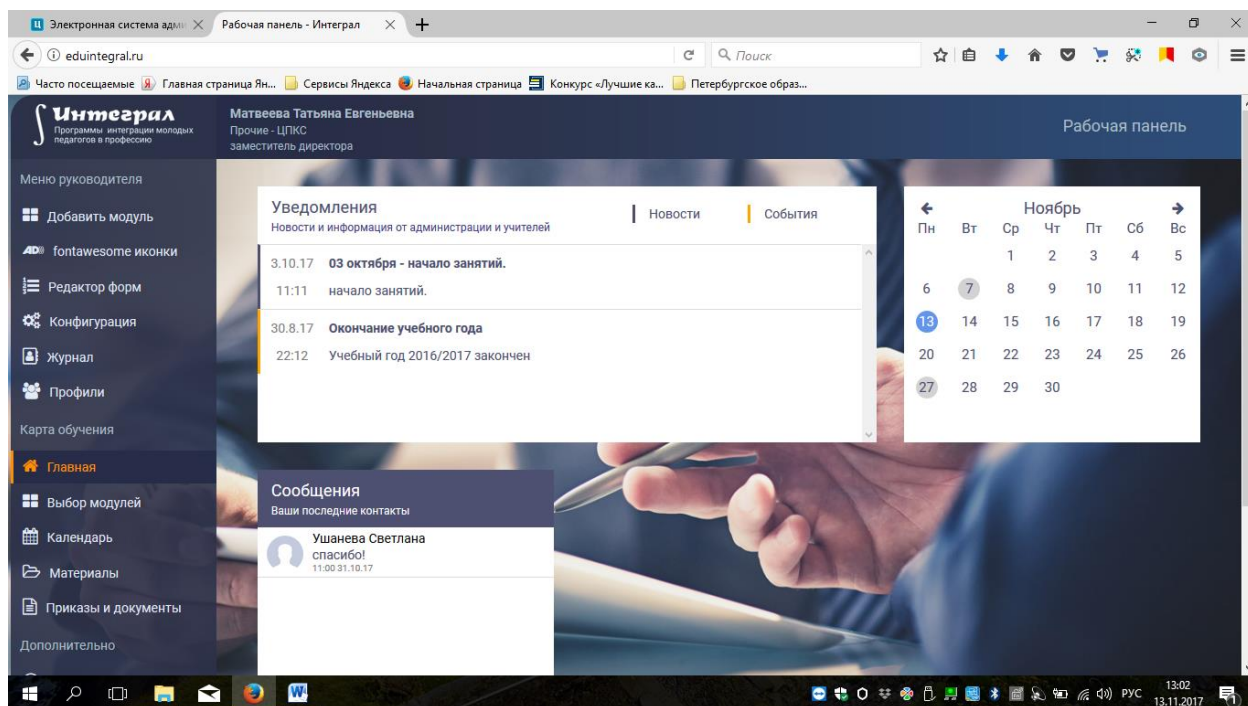 Электронная система адми
Рабочая панель - Интеграл
eduintegral.ru
Поиск
Часто посещаемые
Главная страница Ян...
Сервисы Яндекса
Начальная страница
Конкурс «Лучшие ка...
Петербургское образ...
Интеграл
Программы интеграции молодых
педагогов в профессию
Матвеева Татьяна Евгеньевна
Прочие - ЦПКС
заместитель директора
Рабочая панель
Меню руководителя
Добавить модуль
fontawesome иконки
Редактор форм
Конфигурация
Журнал
Профили
Карта обучения
Главная
Выбор модулей
Календарь
Материалы
Приказы и документы
Дополнительно
Уведомления
Новости и информация от администрации и учителей
Новости
События
3.10.17 03 октября - начало занятий.
11:11 начало занятий.
30.8.17 Окончание учебного года
22:12 Учебный год 2016/2017 закончен
Ноябрь
Пн Вт Ср Чт Пт Сб Вс
1 2 3 4 5
6 7 8 9 10 11 12
13 14 15 16 17 18 19
20 21 22 23 24 25 26
27 28 29 30
Сообщения
Ваши последние контакты
Ушанева Светлана
спасибо!
11:00 31.10.17
РУС
13:02
13.11.2017